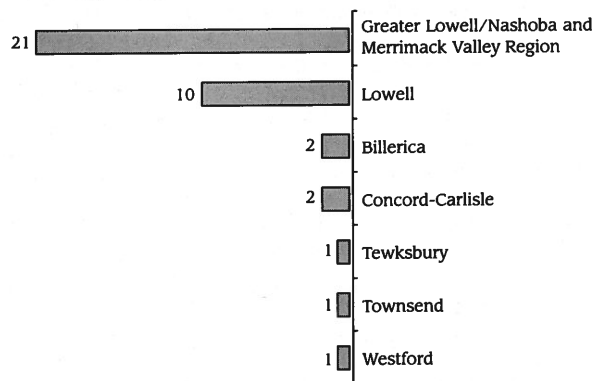 21 Greater Lowell/Nashoba and
Merrimack Valley Region
10 Lowell
2 Billerica
2 Concord-Carlisle
1 Tewksbury
1 Townsend
1 Westford